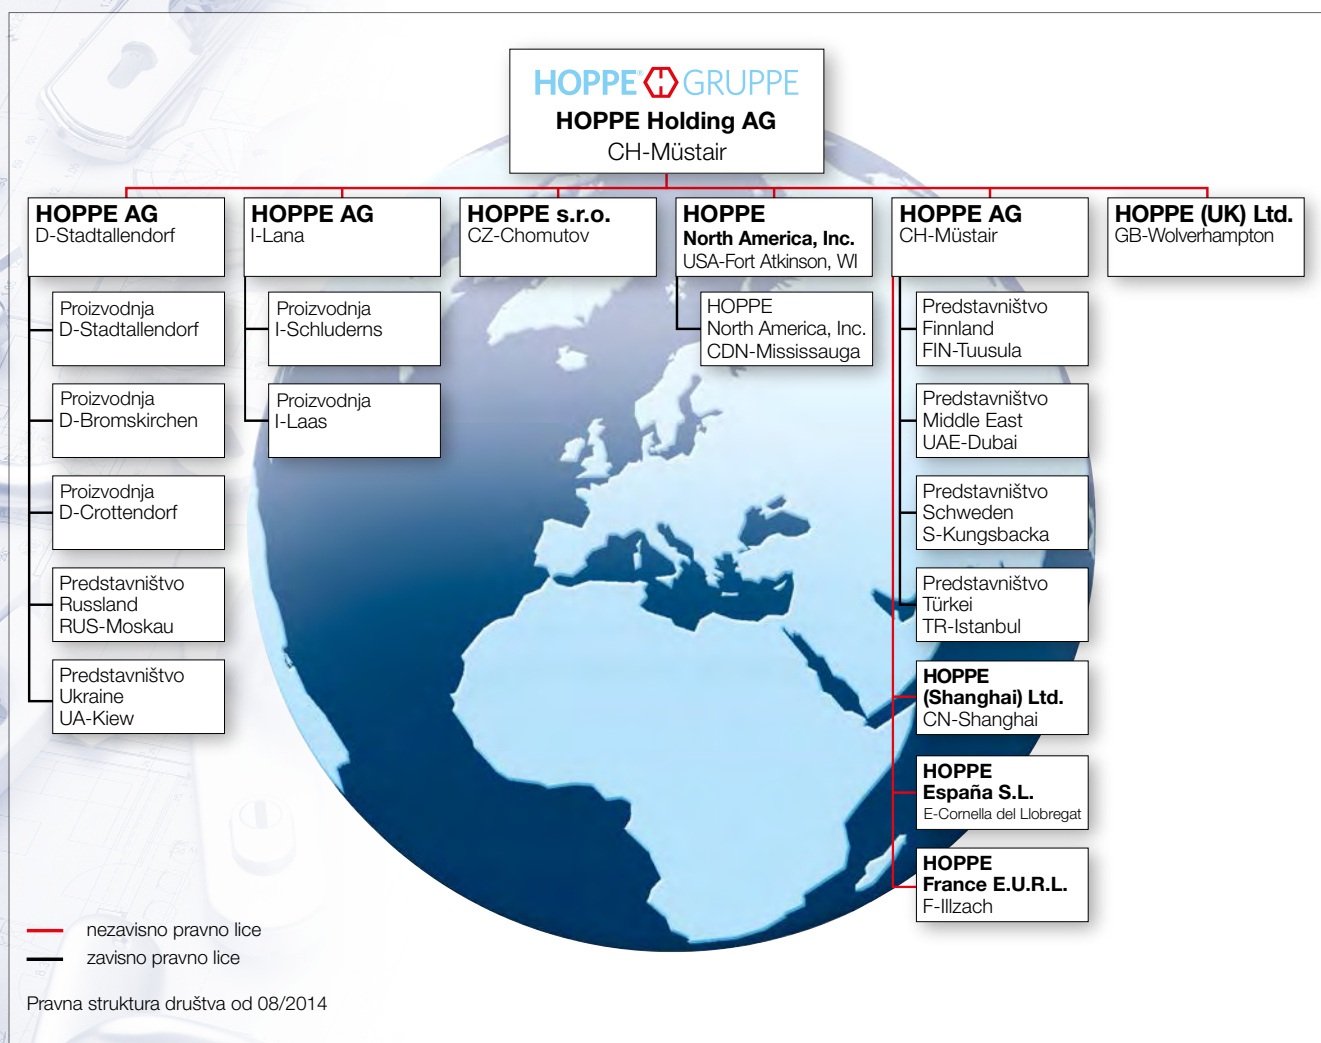 HOPPE® GRUPPE
HOPPE Holding AG
CH-Müstair
HOPPE AG
D-Stadtallendorf
Proizvodnja
D-Stadtallendorf
Proizvodnja
D-Bromskirchen
Proizvodnja
D-Crottendorf
Predstavništvo
Russland
RUS-Moskau
Predstavništvo
Ukraine
UA-Kiew
HOPPE AG
I-Lana
Proizvodnja
I-Schluderns
Proizvodnja
I-Laas
HOPPE s.r.o.
CZ-Chomutov
HOPPE
North America, Inc.
USA-Fort Atkinson, WI
HOPPE
North America, Inc.
CDN-Mississauga
HOPPE AG
CH-Müstair
Predstavništvo
Finnland
FIN-Tuusula
Predstavništvo
Middle East
UAE-Dubai
Predstavništvo
Schweden
S-Kungsbacka
Predstavništvo
Türkei
TR-Istanbul
HOPPE
(Shanghai) Ltd.
CN-Shanghai
HOPPE
España S.L.
E-Cornella del Llobregat
HOPPE
France E.U.R.L.
F-Illzach
HOPPE (UK) Ltd.
GB-Wolverhampton
nezavisno pravno lice
zavisno pravno lice
Pravna struktura društva od 08/2014